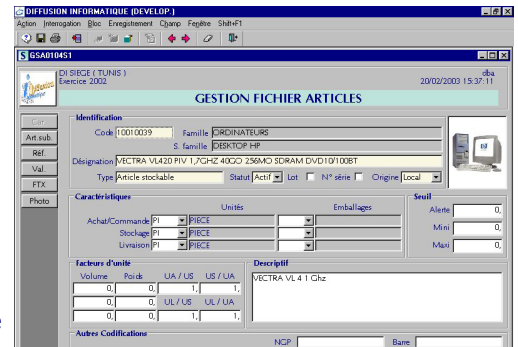 DIFFUSION INFORMATIQUE (DEVELOP.)
Action Interrogation Bloc Enregistrement Champ Fenêtre Shift+F1
GSA0104S1
DI SIEGE ( TUNIS ) dba
Exercice 2002 20/02/2003 15:37:11
GESTION FICHIER ARTICLES
Car.
Art.sub.
Réf.
Val.
FTX
Photo
Identification
Code 10010039 Famille ORDINATEURS
S. famille DESKTOP HP
Désignation VECTRA VL420 PIV 1,7GHZ 40GO 256MO SDRAM DVD10/100BT
Type Article stockable Statut Actif Lot N° série Origine Local
Caractéristiques Seuil
Unités Emballages Alerte 0,
Achat/Commande PI PIECE
Stockage PI PIECE Mini 0,
Livraison PI PIECE Maxi 0,
Facteurs d'unité Descriptif
Volume Poids UA / US US / UA VECTRA VL 4 1 Ghz
0, 0, 1, 1,
0, 0, UL / US UL / UA
0, 0, 1, 1,
Autres Codifications
NGP Barre
e